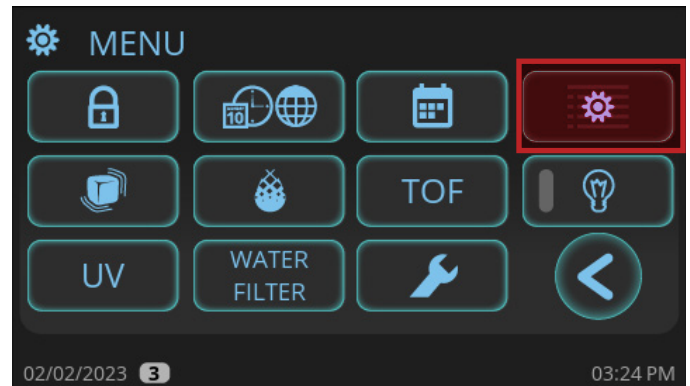 MENU
10
TOF
UV
WATER
FILTER
02/02/2023 3
03:24 PM